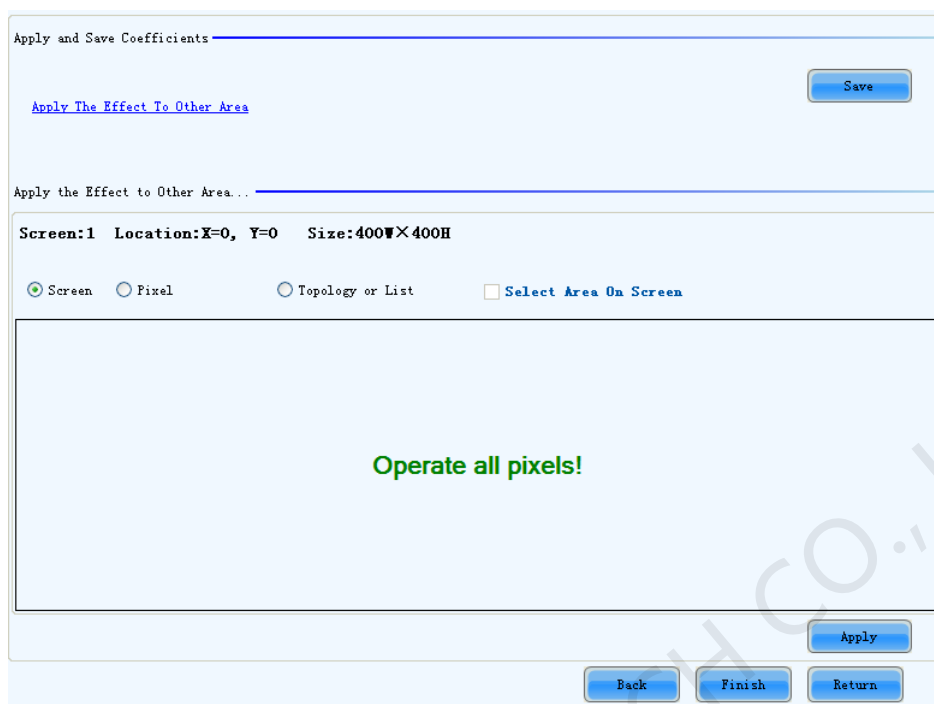 Apply and Save Coefficients
Save
Apply The Effect To Other Area
Apply the Effect to Other Area...
Screen:1 Location:X=0, Y=0 Size:400W×400H
Screen Pixel Topology or List Select Area On Screen
Operate all pixels!
Apply
Back Finish Return
CH CO.,